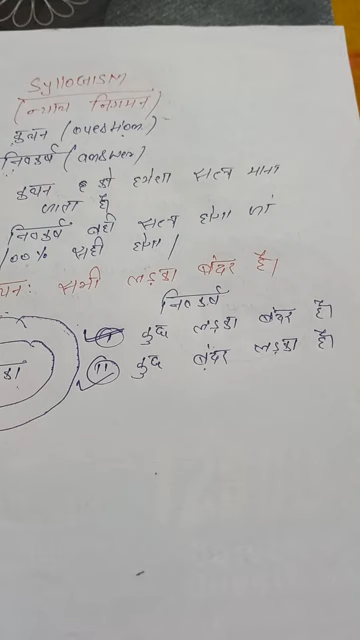 SYLLOGISM
(न्याय निगमन)
कथन (question)
निष्कर्ष (answer)
कथन को हमेशा सत्य माना
जाता है।
निष्कर्ष वही सत्य होगा जो
100% सही होगा।
सभी लड़का बंदर है।
निष्कर्ष
I कुछ लड़का बंदर है।
II कुछ बंदर लड़का है।